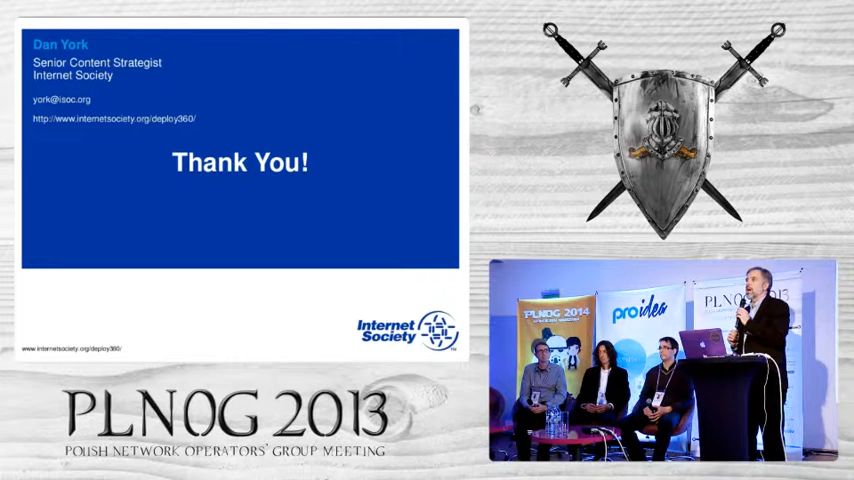 Dan York
Senior Content Strategist
Internet Society
york@isoc.org
http://www.internetsociety.org/deploy360/
Thank You!
Internet
Society
www.internetsociety.org/deploy360/
PLNOG 2013
POLISH NETWORK OPERATORS' GROUP MEETING
PLNOG 2014
proidea
PLNOG 2013